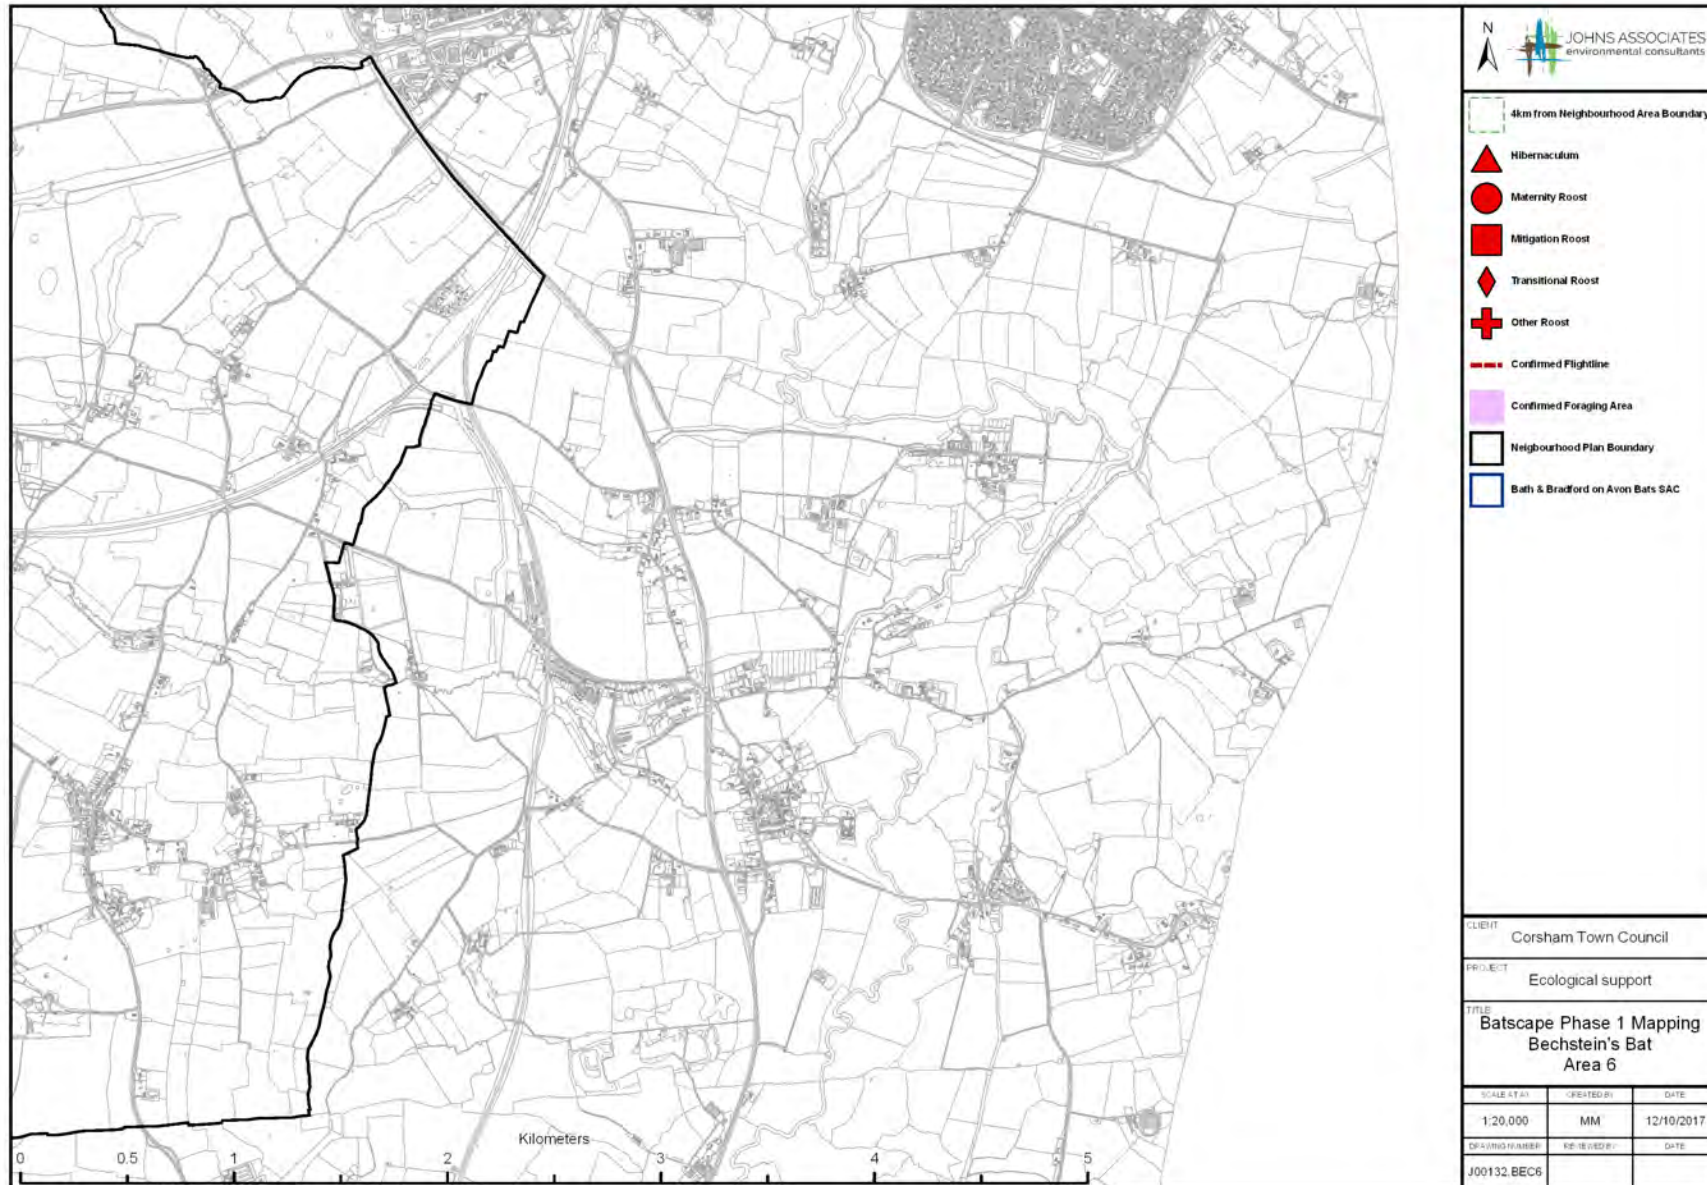 N
JOHNS ASSOCIATES
environmental consultants
4km from Neighbourhood Area Boundary
Hibernaculum
Maternity Roost
Mitigation Roost
Transitional Roost
Other Roost
Confirmed Flightline
Confirmed Foraging Area
Neigbourhood Plan Boundary
Bath & Bradford on Avon Bats SAC
CLIENT
Corsham Town Council
PROJECT
Ecological support
TITLE
Batscape Phase 1 Mapping
Bechstein's Bat
Area 6
SCALE AT A1 CREATED BY DATE
1:20,000 MM 12/10/2017
DRAWING NUMBER REVIEWED BY DATE
J00132.BEC6
Kilometers
0 0.5 1 2 3 4 5